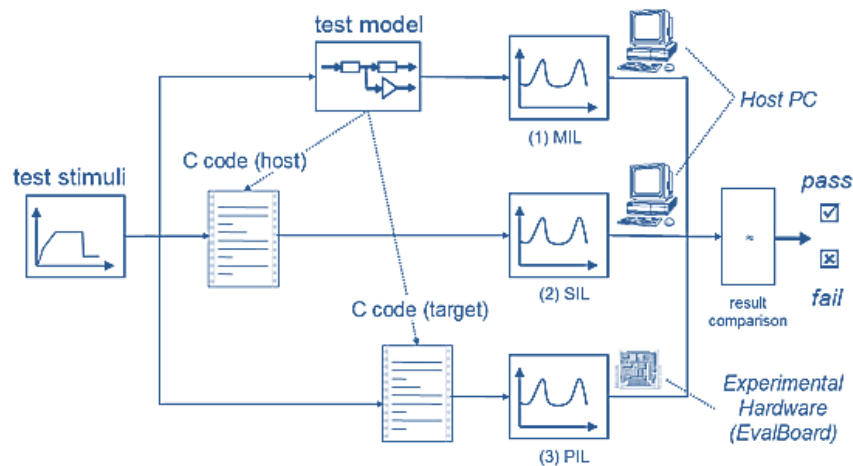 test model
Host PC
(1) MIL
C code (host)
test stimuli
pass
(2) SIL
≈
fail
result
comparison
C code (target)
Experimental
Hardware
(EvalBoard)
(3) PIL